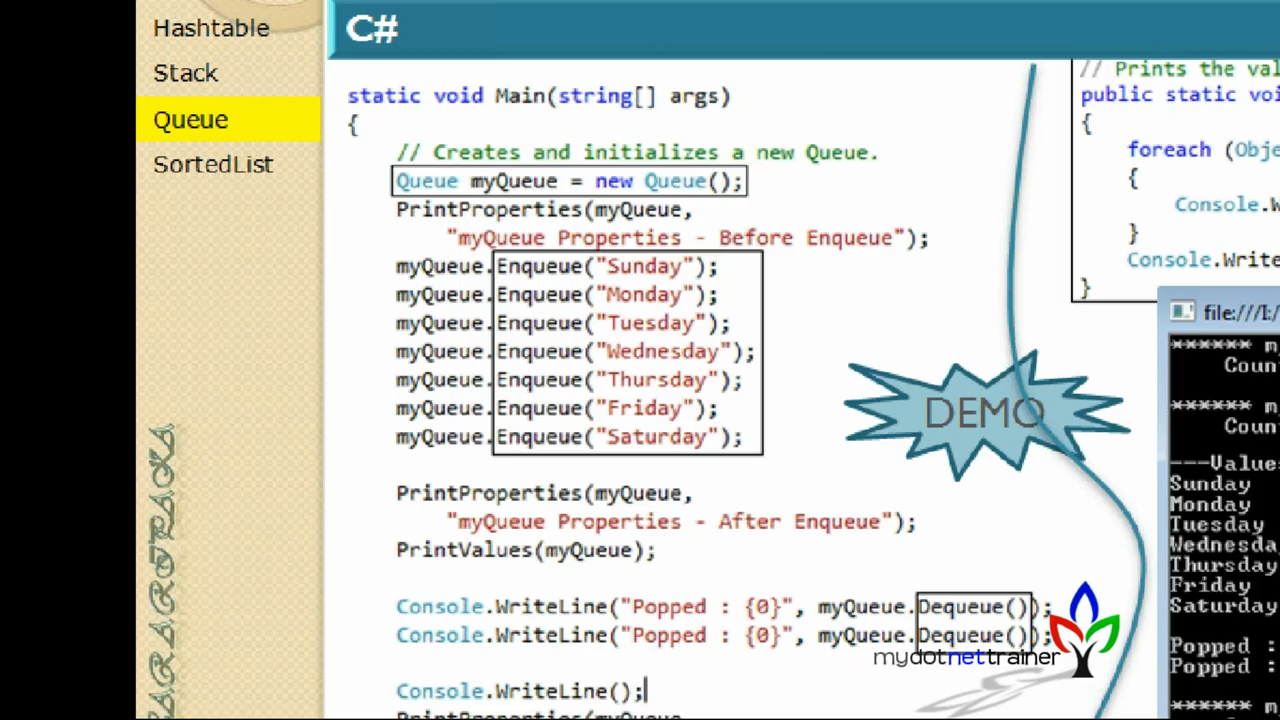 Hashtable
Stack
Queue
SortedList
C#
static void Main(string[] args)
{
// Creates and initializes a new Queue.
Queue myQueue = new Queue();
PrintProperties(myQueue,
"myQueue Properties - Before Enqueue");
myQueue.Enqueue("Sunday");
myQueue.Enqueue("Monday");
myQueue.Enqueue("Tuesday");
myQueue.Enqueue("Wednesday");
myQueue.Enqueue("Thursday");
myQueue.Enqueue("Friday");
myQueue.Enqueue("Saturday");
PrintProperties(myQueue,
"myQueue Properties - After Enqueue");
PrintValues(myQueue);
Console.WriteLine("Popped : {0}", myQueue.Dequeue());
Console.WriteLine("Popped : {0}", myQueue.Dequeue());
Console.WriteLine();
PrintProperties(myQueue,
DEMO
// Prints the val
public static voi
{
foreach (Obje
{
Console.W
}
Console.Write
}
file:///I:/
****** m
Coun
****** m
Coun
---Values
Sunday
Monday
Tuesday
Wednesda
Thursday
Friday
Saturday
Popped :
Popped :
****** m
mydotnettrainer